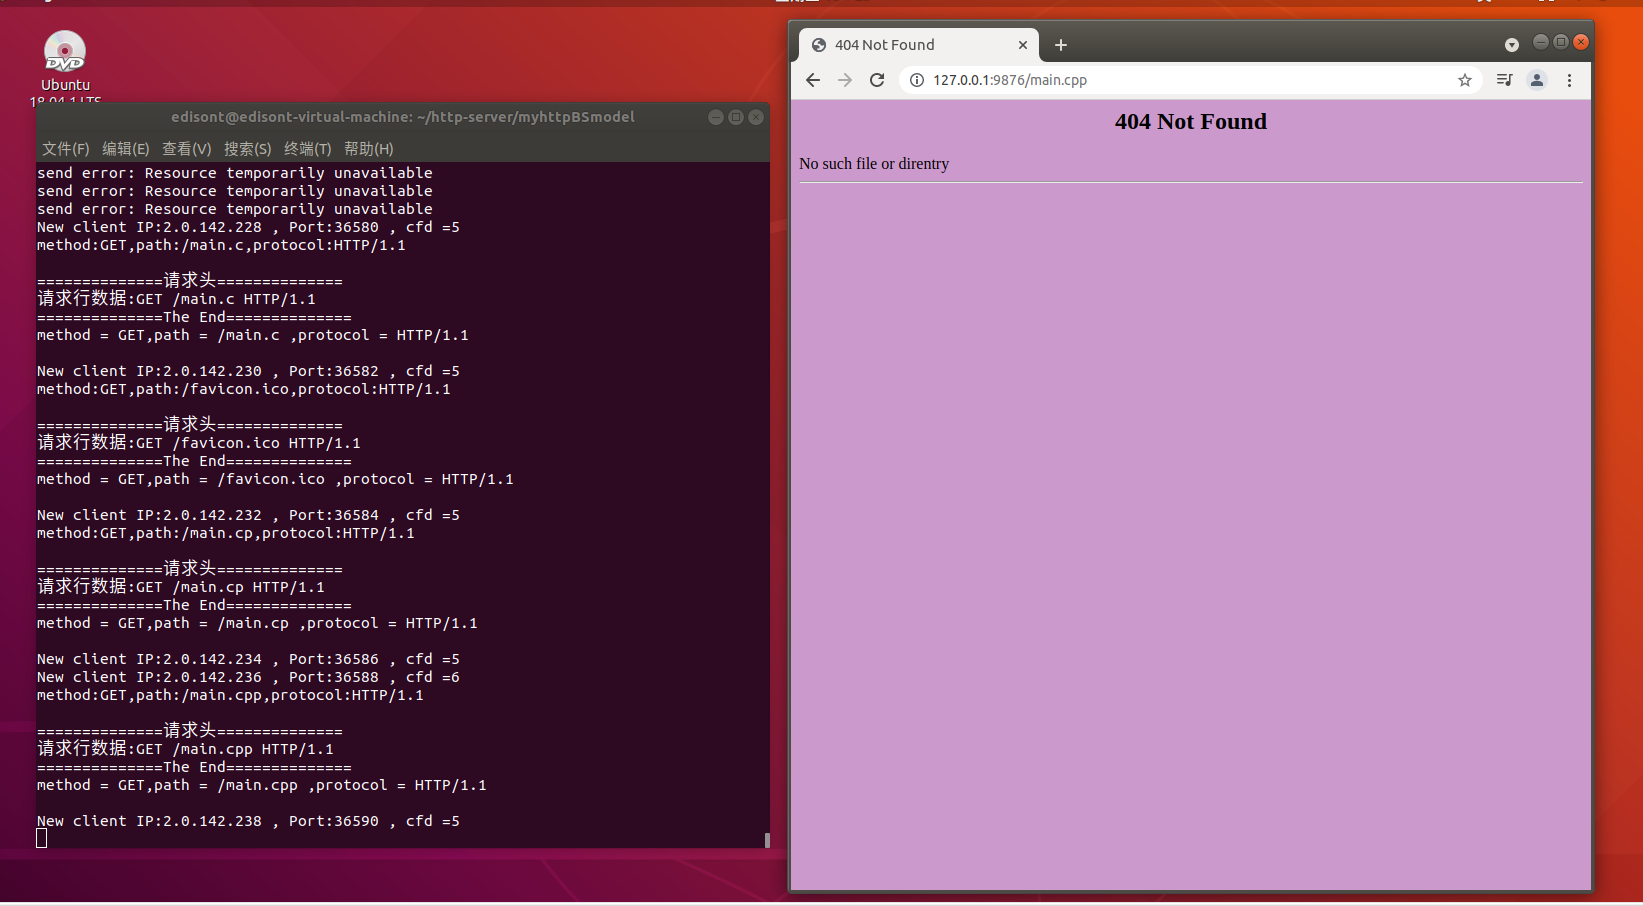 Ubuntu
18.04.1 LTS
edisont@edisont-virtual-machine: ~/http-server/myhttpBSmodel
文件(F) 编辑(E) 查看(V) 搜索(S) 终端(T) 帮助(H)
send error: Resource temporarily unavailable
send error: Resource temporarily unavailable
send error: Resource temporarily unavailable
New client IP:2.0.142.228 , Port:36580 , cfd =5
method:GET,path:/main.c,protocol:HTTP/1.1
==============请求头==============
请求行数据:GET /main.c HTTP/1.1
==============The End==============
method = GET,path = /main.c ,protocol = HTTP/1.1
New client IP:2.0.142.230 , Port:36582 , cfd =5
method:GET,path:/favicon.ico,protocol:HTTP/1.1
==============请求头==============
请求行数据:GET /favicon.ico HTTP/1.1
==============The End==============
method = GET,path = /favicon.ico ,protocol = HTTP/1.1
New client IP:2.0.142.232 , Port:36584 , cfd =5
method:GET,path:/main.cp,protocol:HTTP/1.1
==============请求头==============
请求行数据:GET /main.cp HTTP/1.1
==============The End==============
method = GET,path = /main.cp ,protocol = HTTP/1.1
New client IP:2.0.142.234 , Port:36586 , cfd =5
New client IP:2.0.142.236 , Port:36588 , cfd =6
method:GET,path:/main.cpp,protocol:HTTP/1.1
==============请求头==============
请求行数据:GET /main.cpp HTTP/1.1
==============The End==============
method = GET,path = /main.cpp ,protocol = HTTP/1.1
New client IP:2.0.142.238 , Port:36590 , cfd =5
404 Not Found
127.0.0.1:9876/main.cpp
404 Not Found
No such file or direntry